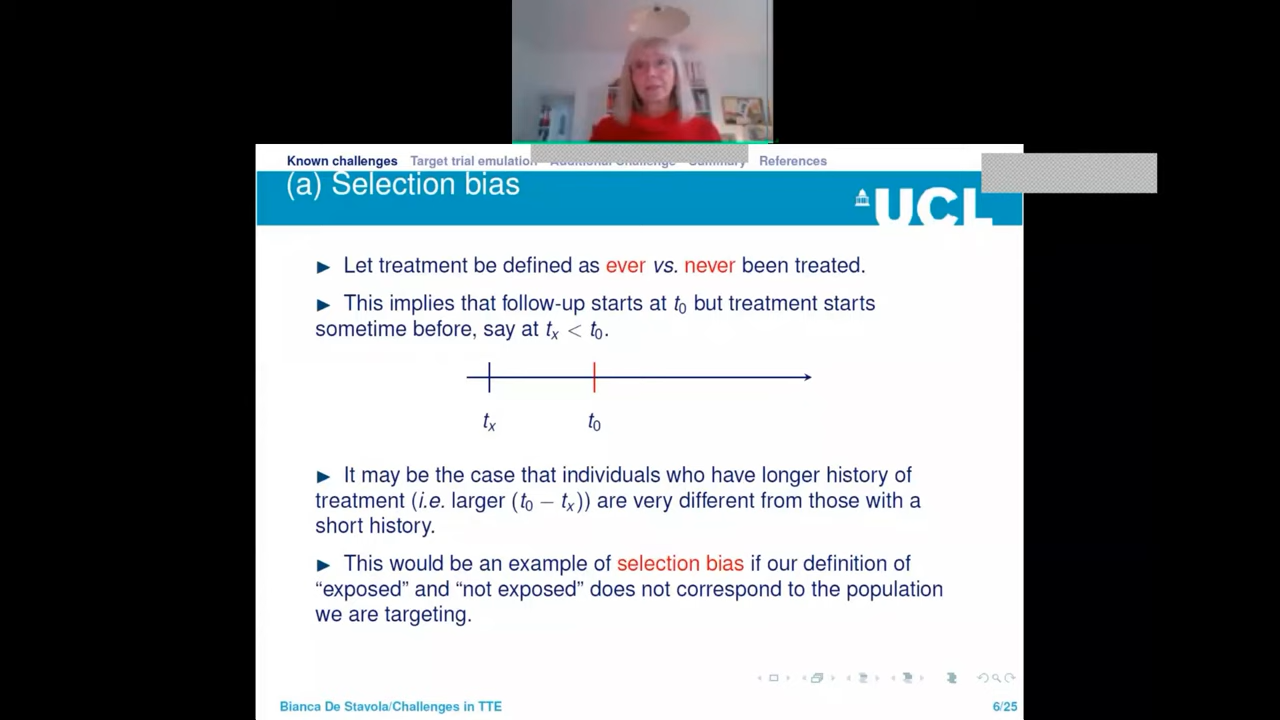 Known challenges Target trial emulation Additional Challenge Summary References
(a) Selection bias
UCL
► Let treatment be defined as ever vs. never been treated.
► This implies that follow-up starts at t0 but treatment starts
sometime before, say at tx < t0.
tx t0
► It may be the case that individuals who have longer history of
treatment (i.e. larger (t0 − tx)) are very different from those with a
short history.
► This would be an example of selection bias if our definition of
“exposed” and “not exposed” does not correspond to the population
we are targeting.
Bianca De Stavola/Challenges in TTE 6/25